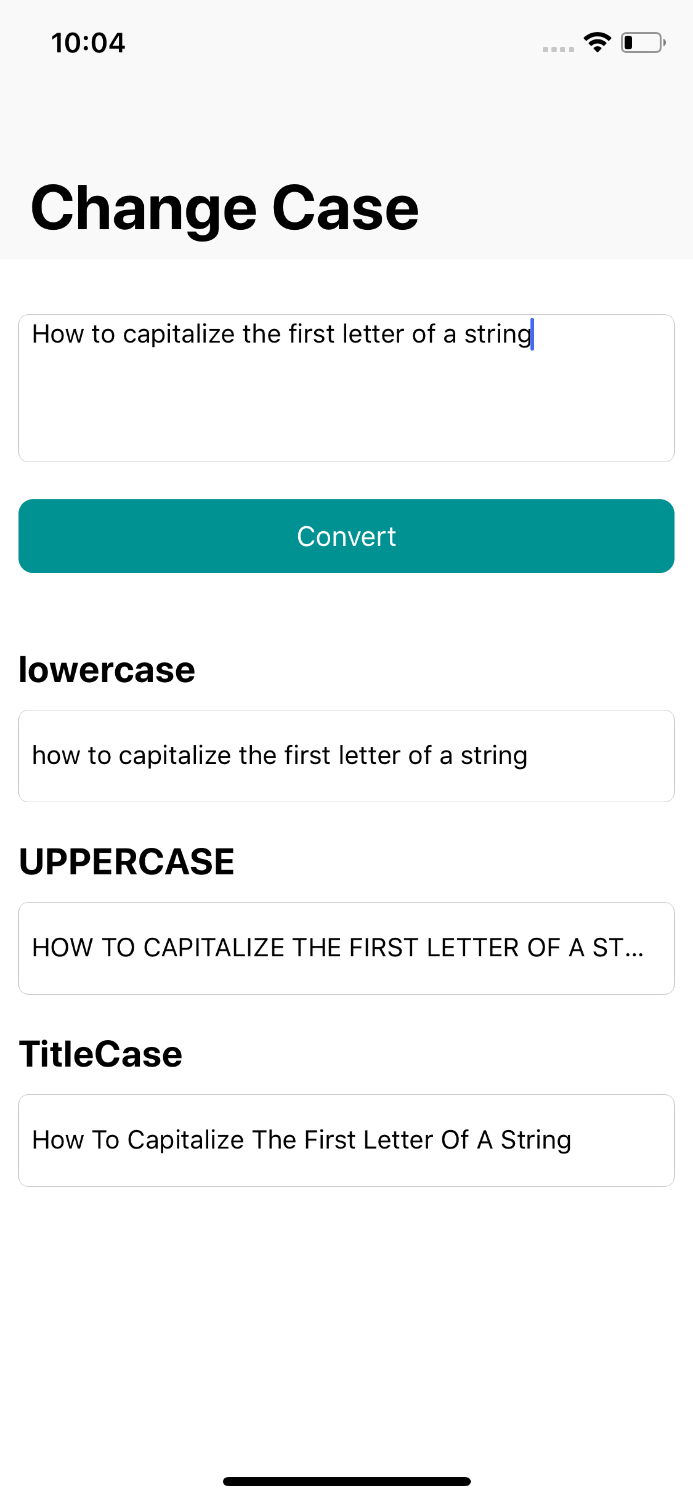 10:04
Change Case
How to capitalize the first letter of a string
Convert
lowercase
how to capitalize the first letter of a string
UPPERCASE
HOW TO CAPITALIZE THE FIRST LETTER OF A ST...
TitleCase
How To Capitalize The First Letter Of A String